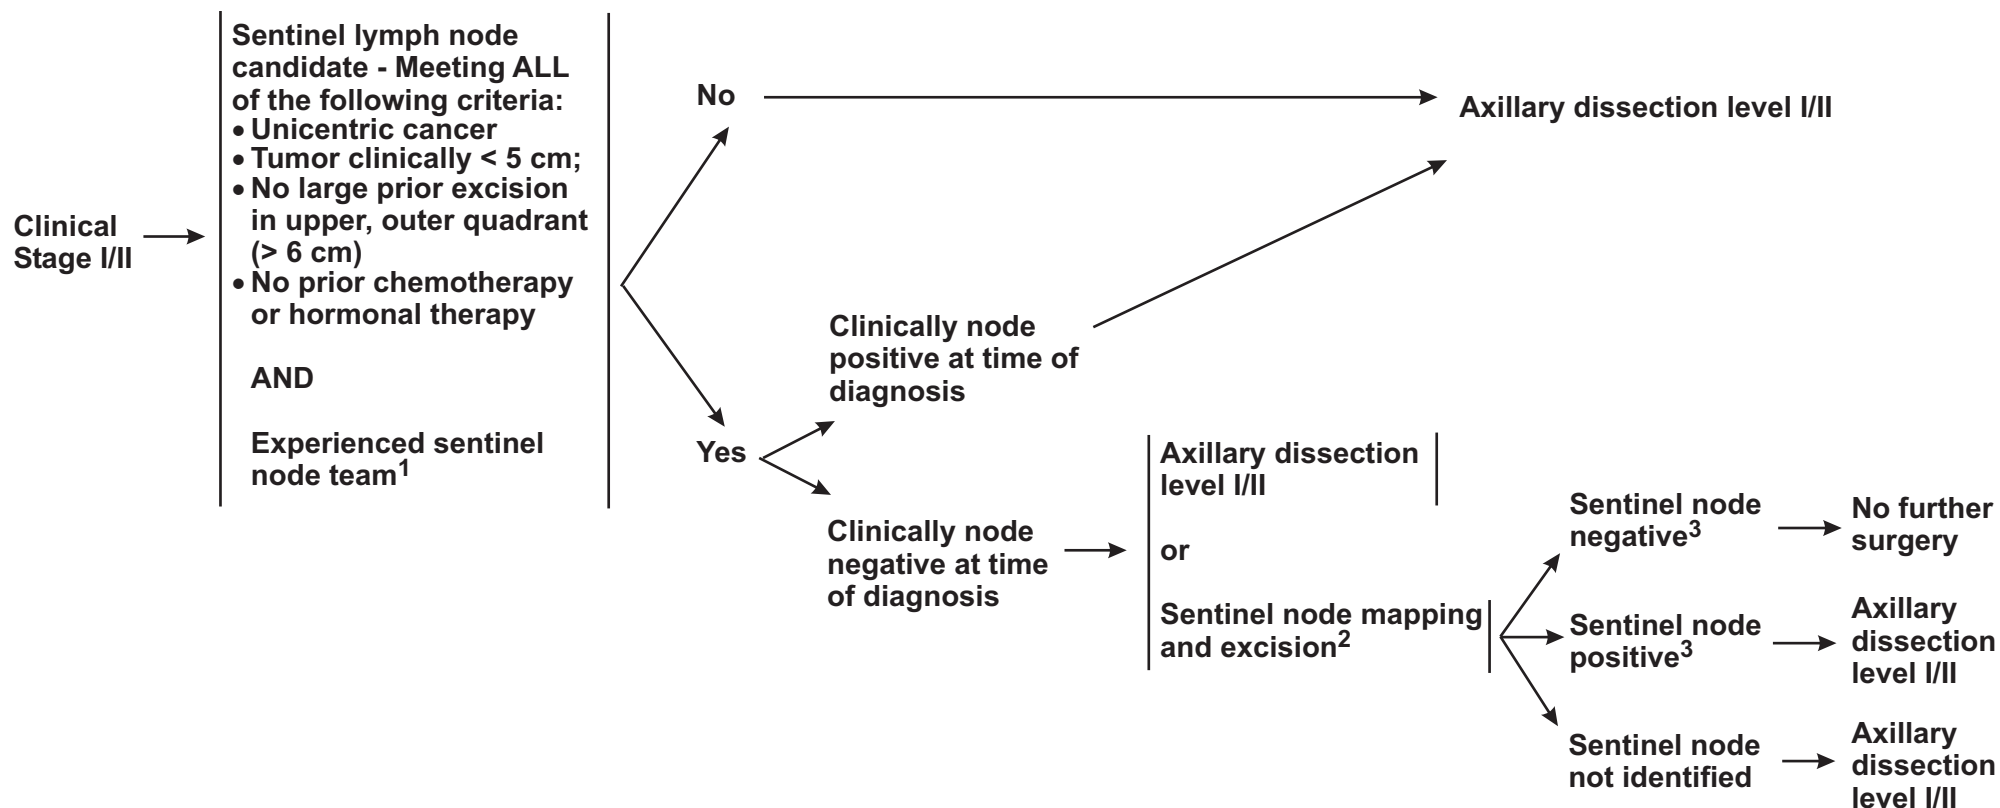 Clinical
Stage I/II
Sentinel lymph node
candidate - Meeting ALL
of the following criteria:
• Unicentric cancer
• Tumor clinically < 5 cm;
• No large prior excision
in upper, outer quadrant
(> 6 cm)
• No prior chemotherapy
or hormonal therapy
AND
Experienced sentinel
node team1
No
Axillary dissection level I/II
Yes
Clinically node
positive at time of
diagnosis
Clinically node
negative at time
of diagnosis
Axillary dissection
level I/II
or
Sentinel node mapping
and excision2
Sentinel node
negative3
No further
surgery
Sentinel node
positive3
Axillary
dissection
level I/II
Sentinel node
not identified
Axillary
dissection
level I/II